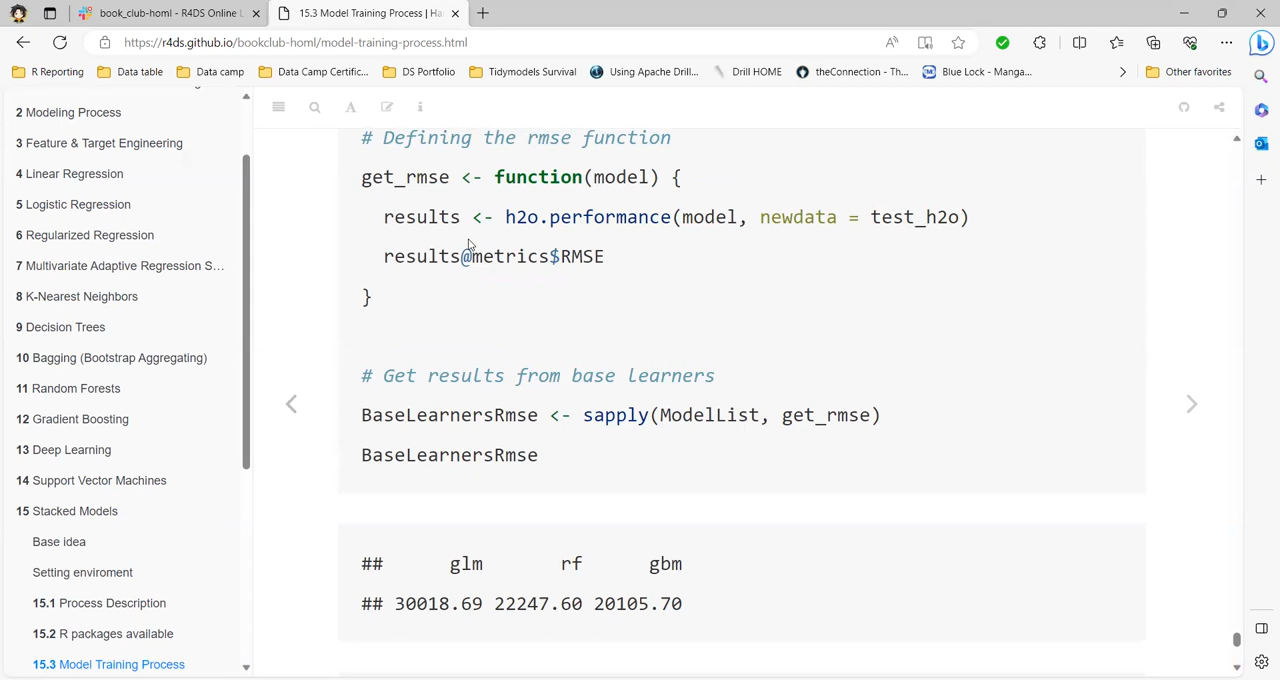 book_club-homl - R4DS Online L
15.3 Model Training Process | Ha
https://r4ds.github.io/bookclub-homl/model-training-process.html
R Reporting
Data table
Data camp
Data Camp Certific...
DS Portfolio
Tidymodels Survival
Using Apache Drill...
Drill HOME
theConnection - Th...
Blue Lock - Manga...
Other favorites
2 Modeling Process
3 Feature & Target Engineering
4 Linear Regression
5 Logistic Regression
6 Regularized Regression
7 Multivariate Adaptive Regression S...
8 K-Nearest Neighbors
9 Decision Trees
10 Bagging (Bootstrap Aggregating)
11 Random Forests
12 Gradient Boosting
13 Deep Learning
14 Support Vector Machines
15 Stacked Models
Base idea
Setting enviroment
15.1 Process Description
15.2 R packages available
15.3 Model Training Process
# Defining the rmse function
get_rmse <- function(model) {
results <- h2o.performance(model, newdata = test_h2o)
results@metrics$RMSE
}
# Get results from base learners
BaseLearnersRmse <- sapply(ModelList, get_rmse)
BaseLearnersRmse
## glm rf gbm
## 30018.69 22247.60 20105.70